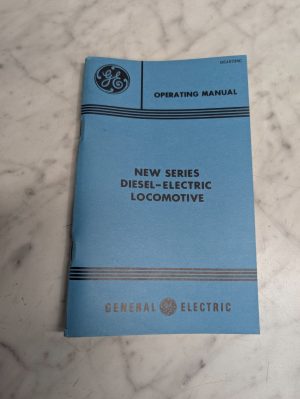 GE
OPERATING MANUAL
NEW SERIES
DIESEL-ELECTRIC
LOCOMOTIVE
GENERAL GE ELECTRIC